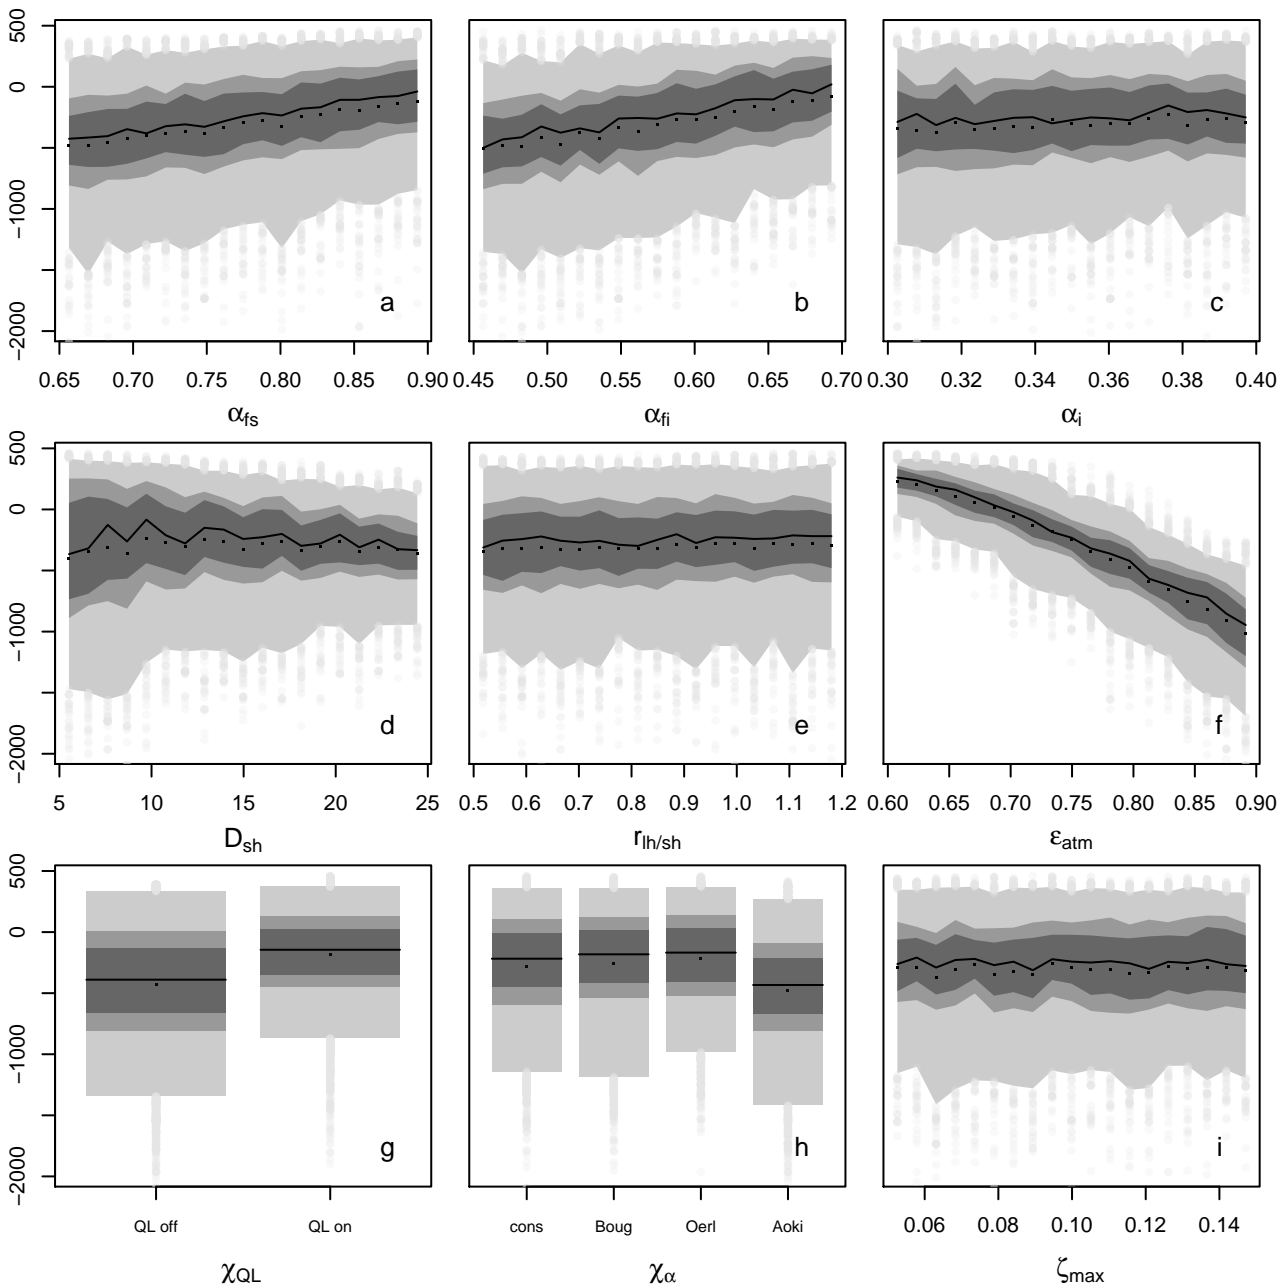 500
0
−1000
−2000
a
b
c
0.65 0.70 0.75 0.80 0.85 0.90 0.45 0.50 0.55 0.60 0.65 0.70 0.30 0.32 0.34 0.36 0.38 0.40
αfs αfi αi
500
0
−1000
−2000
d
e
f
5 10 15 20 25 0.5 0.6 0.7 0.8 0.9 1.0 1.1 1.2 0.60 0.65 0.70 0.75 0.80 0.85 0.90
Dsh rlh/sh εatm
500
0
−1000
−2000
g
h
i
QL off QL on cons Boug Oerl Aoki 0.06 0.08 0.10 0.12 0.14
χQL χα ζmax